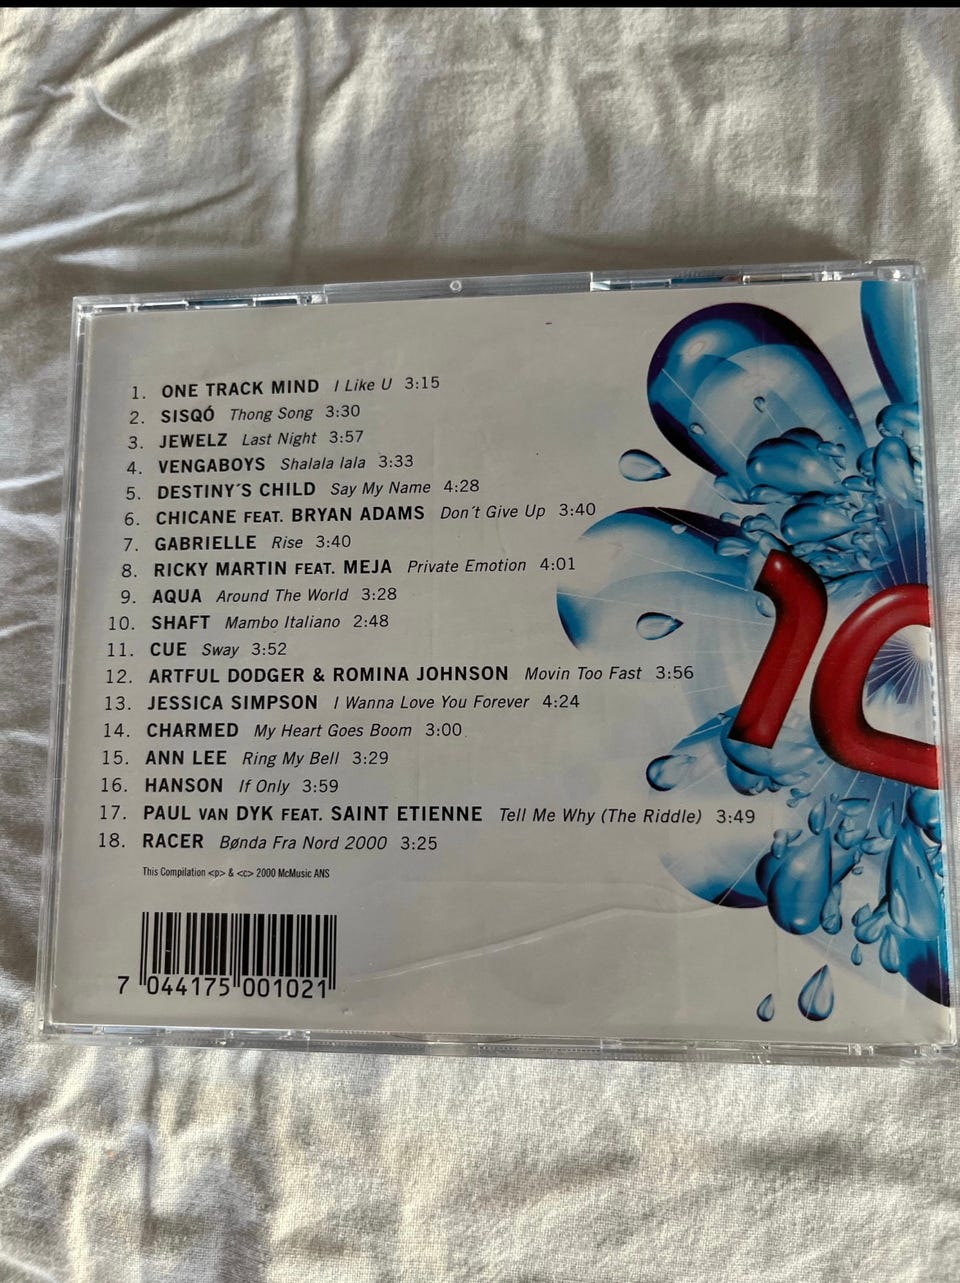 1. ONE TRACK MIND I Like U 3:15
2. SISQÓ Thong Song 3:30
3. JEWELZ Last Night 3:57
4. VENGABOYS Shalala lala 3:33
5. DESTINY´S CHILD Say My Name 4:28
6. CHICANE FEAT. BRYAN ADAMS Don´t Give Up 3:40
7. GABRIELLE Rise 3:40
8. RICKY MARTIN FEAT. MEJA Private Emotion 4:01
9. AQUA Around The World 3:28
10. SHAFT Mambo Italiano 2:48
11. CUE Sway 3:52
12. ARTFUL DODGER & ROMINA JOHNSON Movin Too Fast 3:56
13. JESSICA SIMPSON I Wanna Love You Forever 4:24
14. CHARMED My Heart Goes Boom 3:00
15. ANN LEE Ring My Bell 3:29
16. HANSON If Only 3:59
17. PAUL VAN DYK FEAT. SAINT ETIENNE Tell Me Why (The Riddle) 3:49
18. RACER Bønda Fra Nord 2000 3:25
This Compilation <p> & <c> 2000 McMusic ANS
10
7 044175 001021